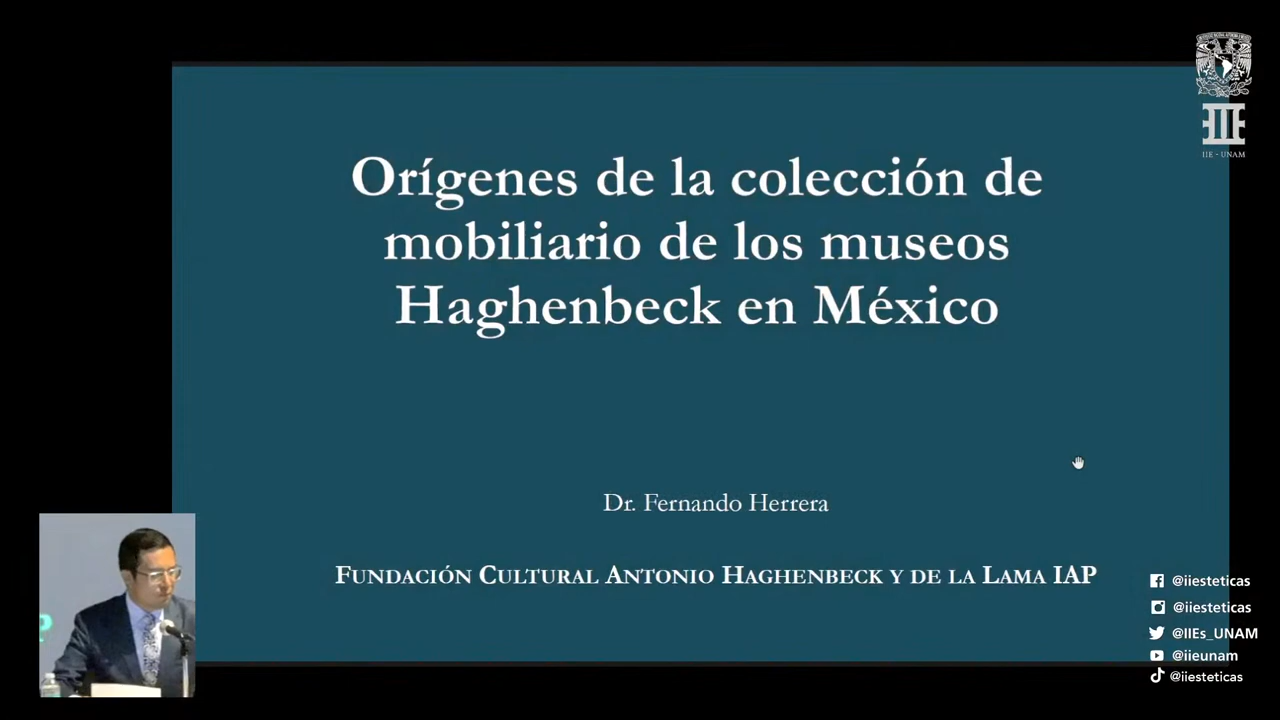 Orígenes de la colección de
mobiliario de los museos
Haghenbeck en México
Dr. Fernando Herrera
FUNDACIÓN CULTURAL ANTONIO HAGHENBECK Y DE LA LAMA IAP
IIE - UNAM
@iiesteticas
@iiesteticas
@IIEs_UNAM
@iieunam
@iiesteticas